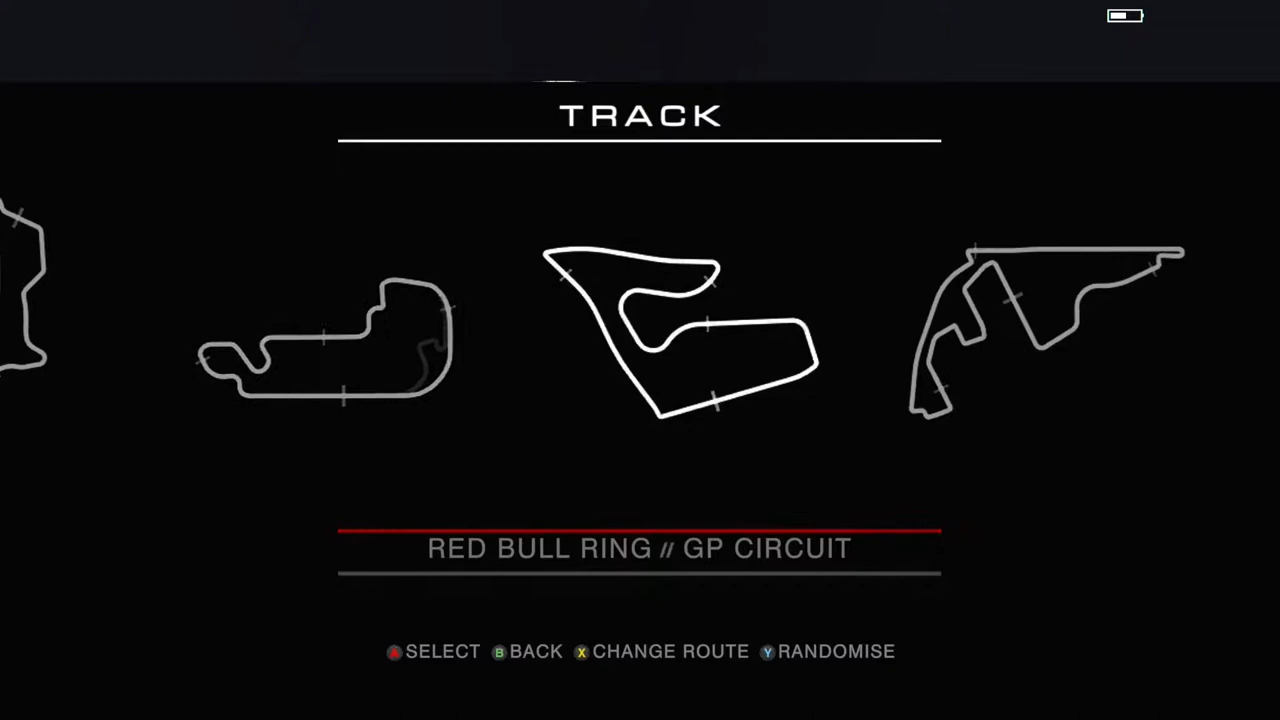 TRACK
RED BULL RING // GP CIRCUIT
A SELECT B BACK X CHANGE ROUTE Y RANDOMISE